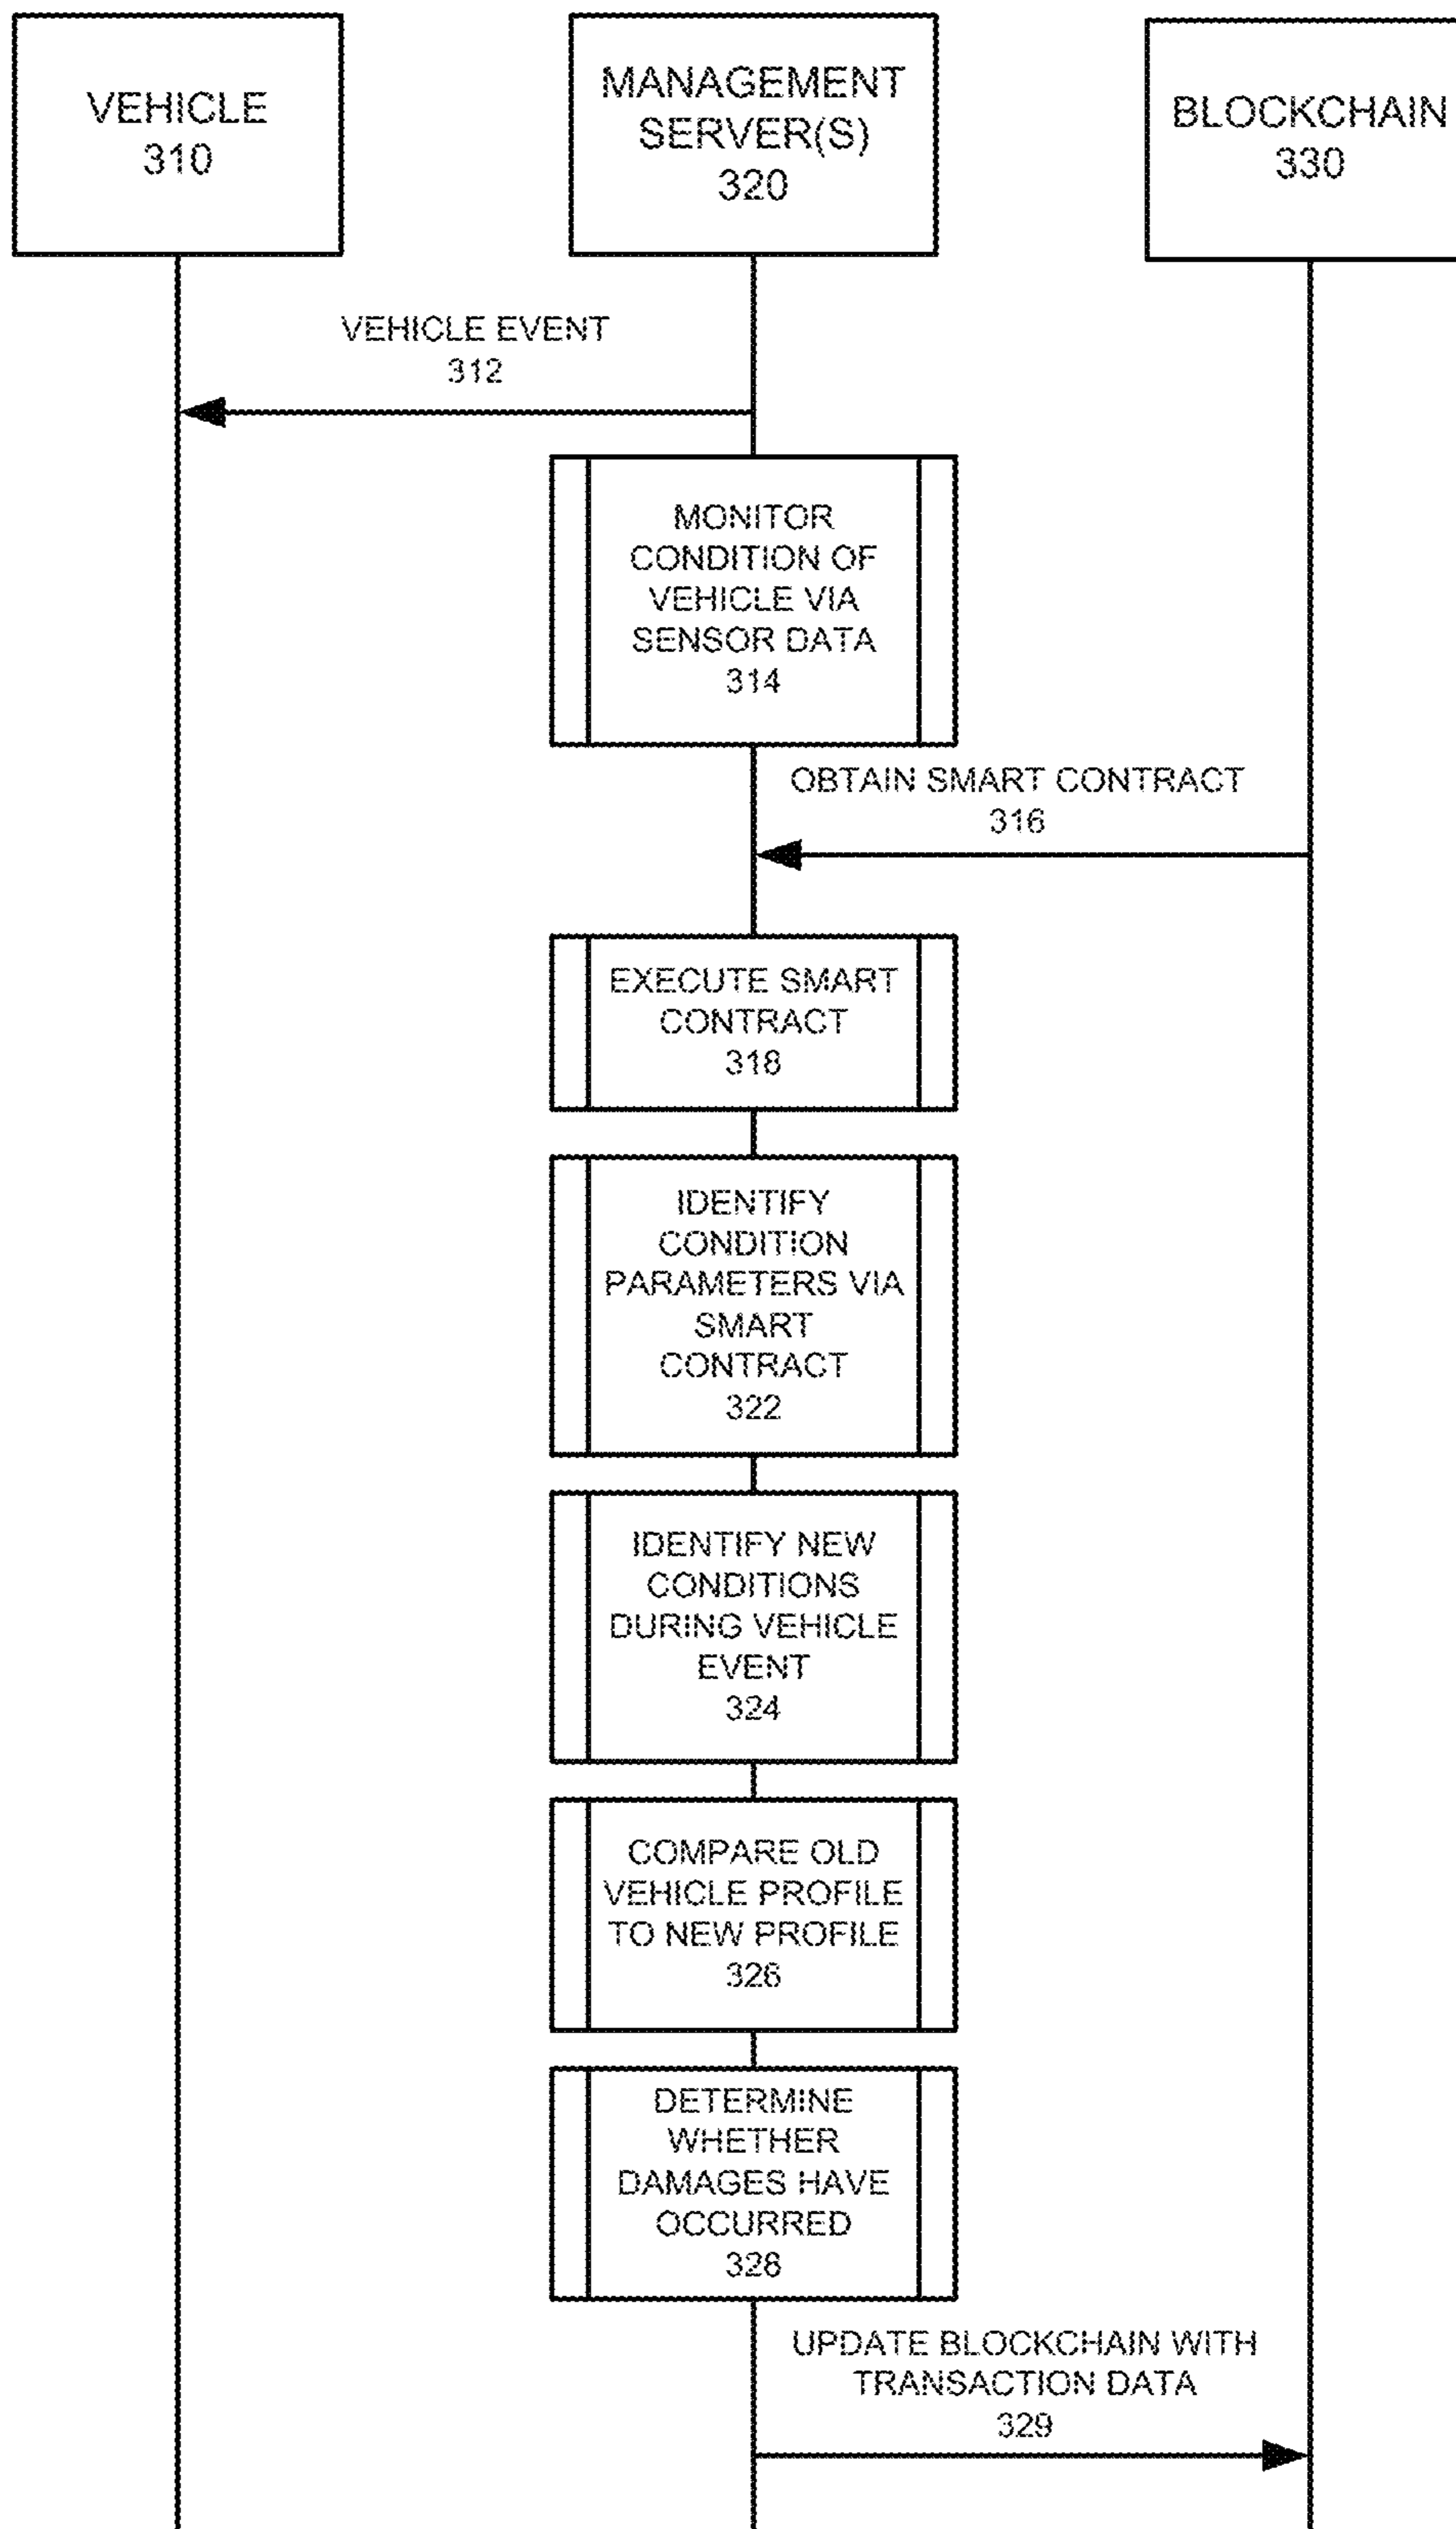 VEHICLE
310
MANAGEMENT
SERVER(S)
320
BLOCKCHAIN
330
VEHICLE EVENT
312
MONITOR
CONDITION OF
VEHICLE VIA
SENSOR DATA
314
OBTAIN SMART CONTRACT
316
EXECUTE SMART
CONTRACT
318
IDENTIFY
CONDITION
PARAMETERS VIA
SMART
CONTRACT
322
IDENTIFY NEW
CONDITIONS
DURING VEHICLE
EVENT
324
COMPARE OLD
VEHICLE PROFILE
TO NEW PROFILE
326
DETERMINE
WHETHER
DAMAGES HAVE
OCCURRED
328
UPDATE BLOCKCHAIN WITH
TRANSACTION DATA
329